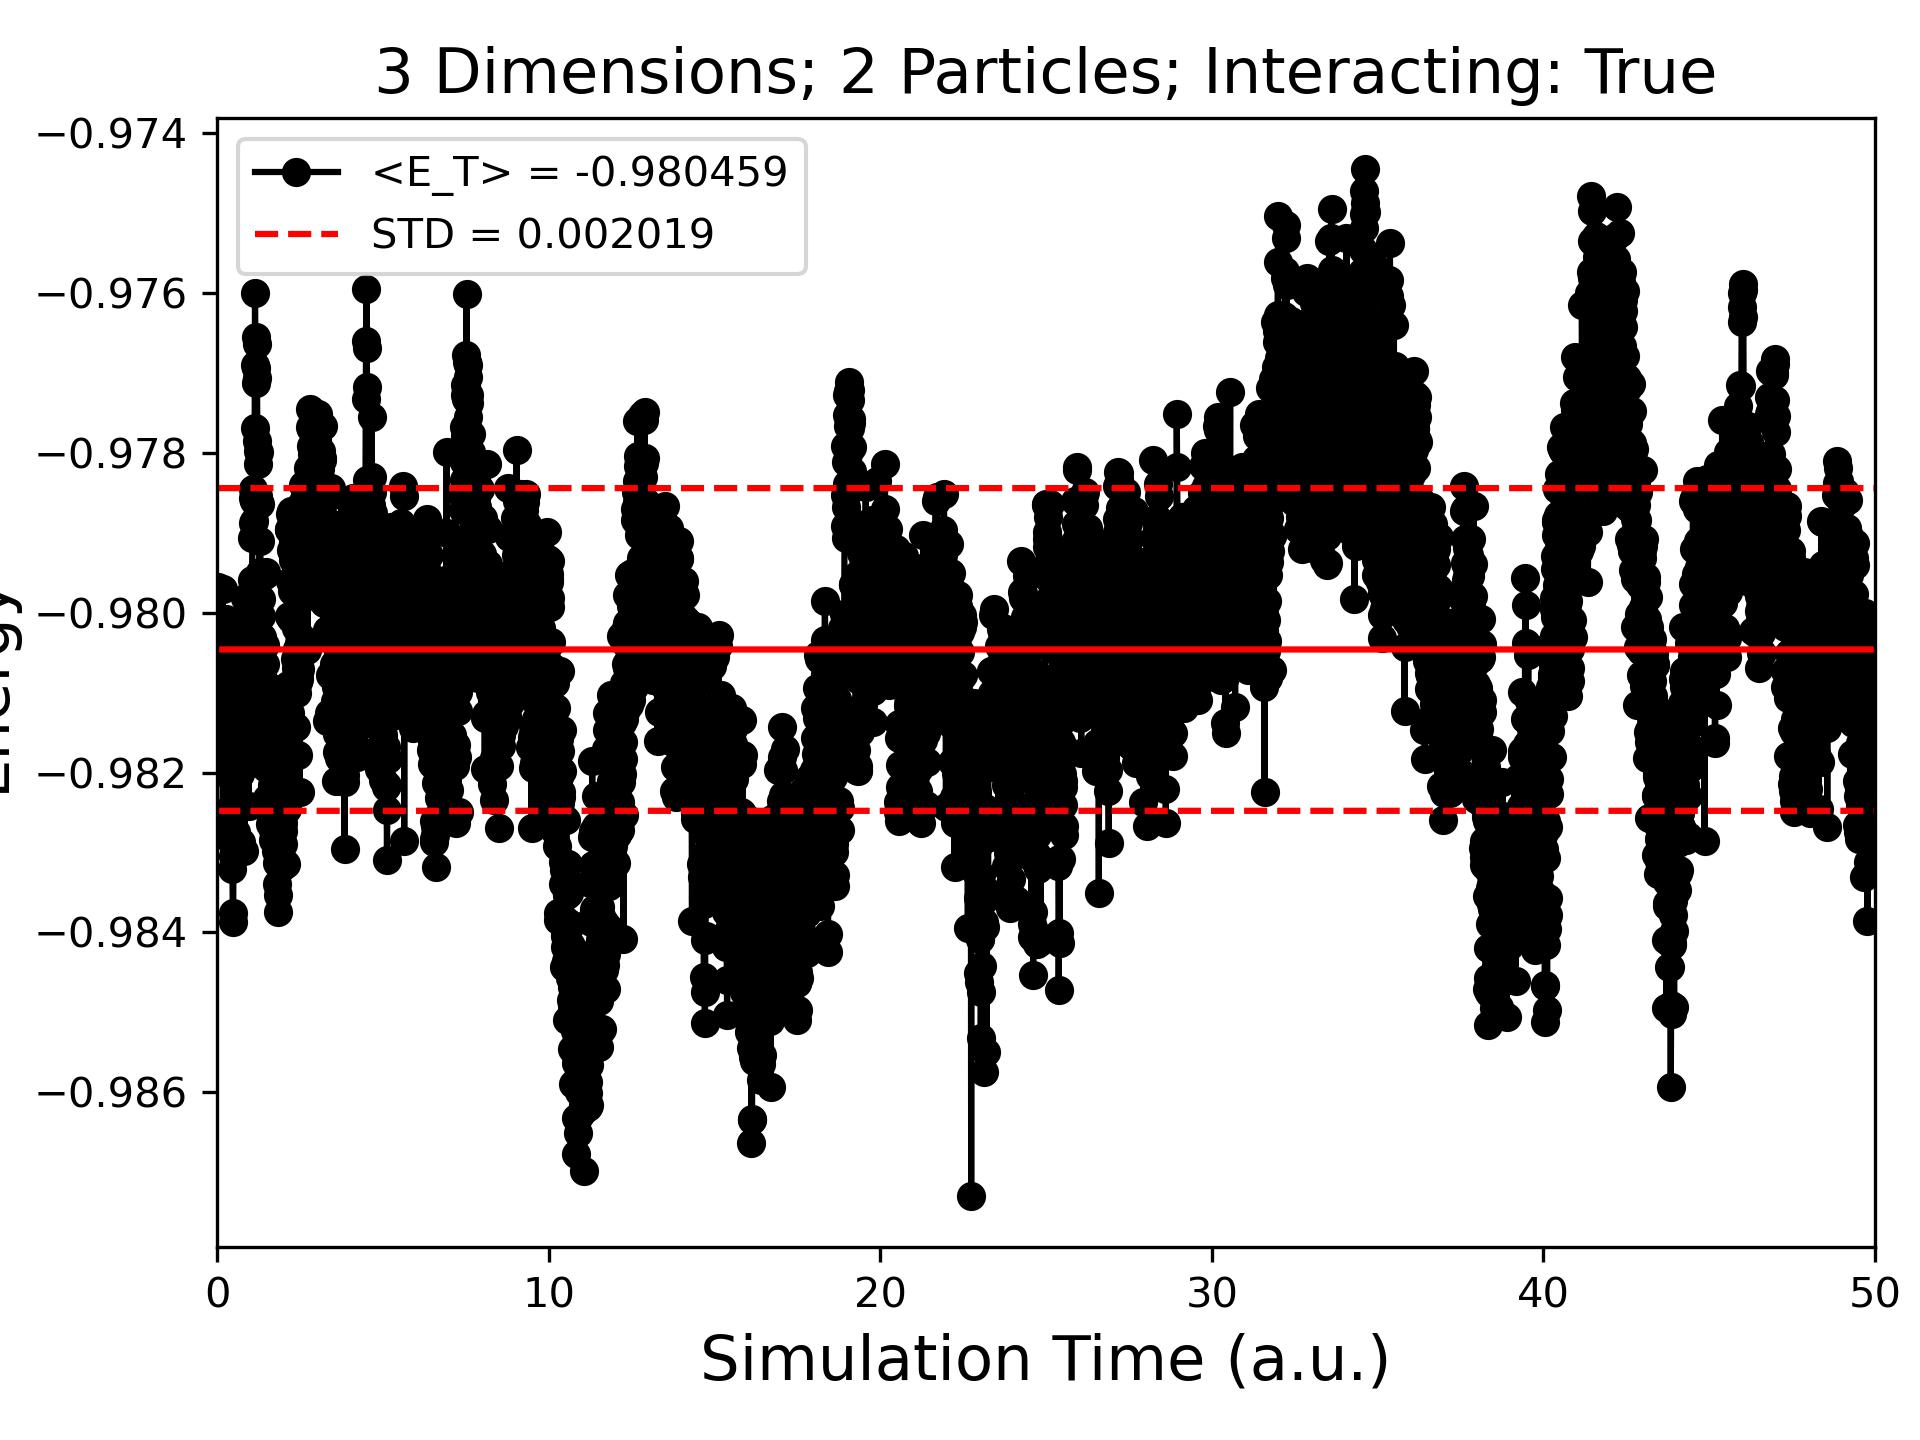 3 Dimensions; 2 Particles; Interacting: True
<E_T> = -0.980459
STD = 0.002019
−0.974
−0.976
−0.978
−0.980
−0.982
−0.984
−0.986
Energy
0 10 20 30 40 50
Simulation Time (a.u.)